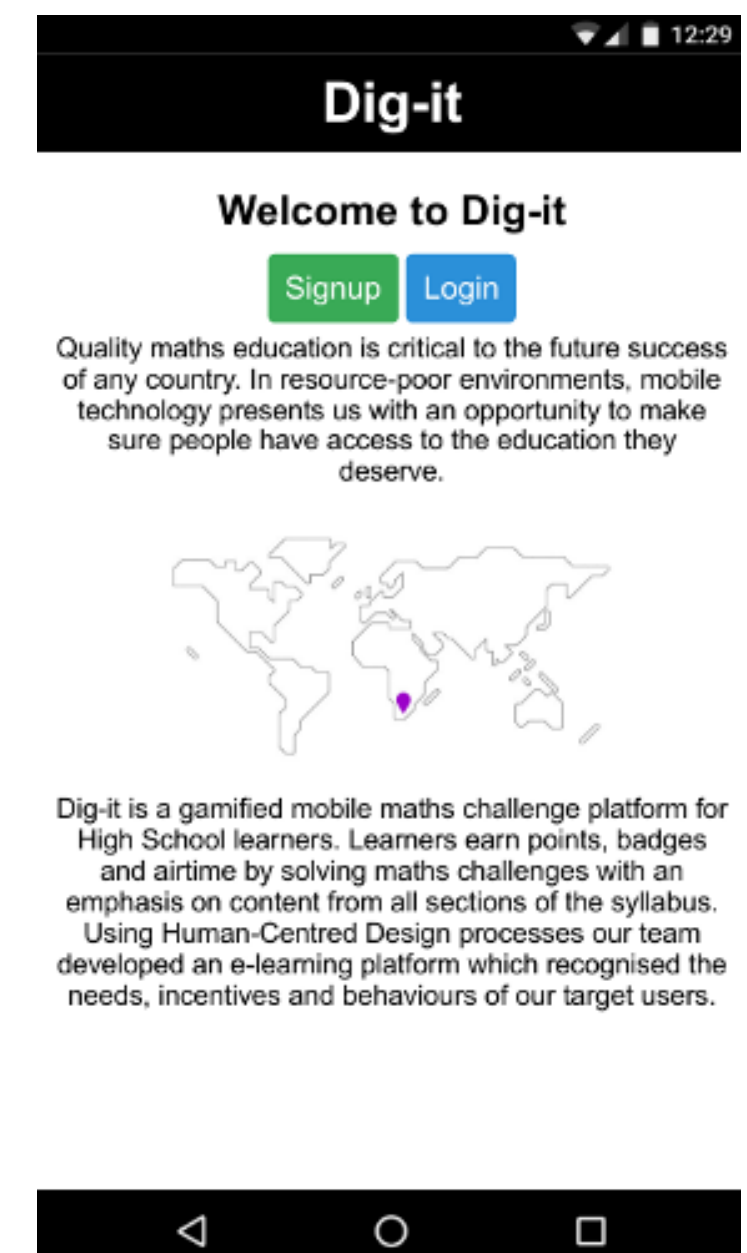 12:29
Dig-it
Welcome to Dig-it
Signup Login
Quality maths education is critical to the future success
of any country. In resource-poor environments, mobile
technology presents us with an opportunity to make
sure people have access to the education they
deserve.
Dig-it is a gamified mobile maths challenge platform for
High School learners. Learners earn points, badges
and airtime by solving maths challenges with an
emphasis on content from all sections of the syllabus.
Using Human-Centred Design processes our team
developed an e-learning platform which recognised the
needs, incentives and behaviours of our target users.